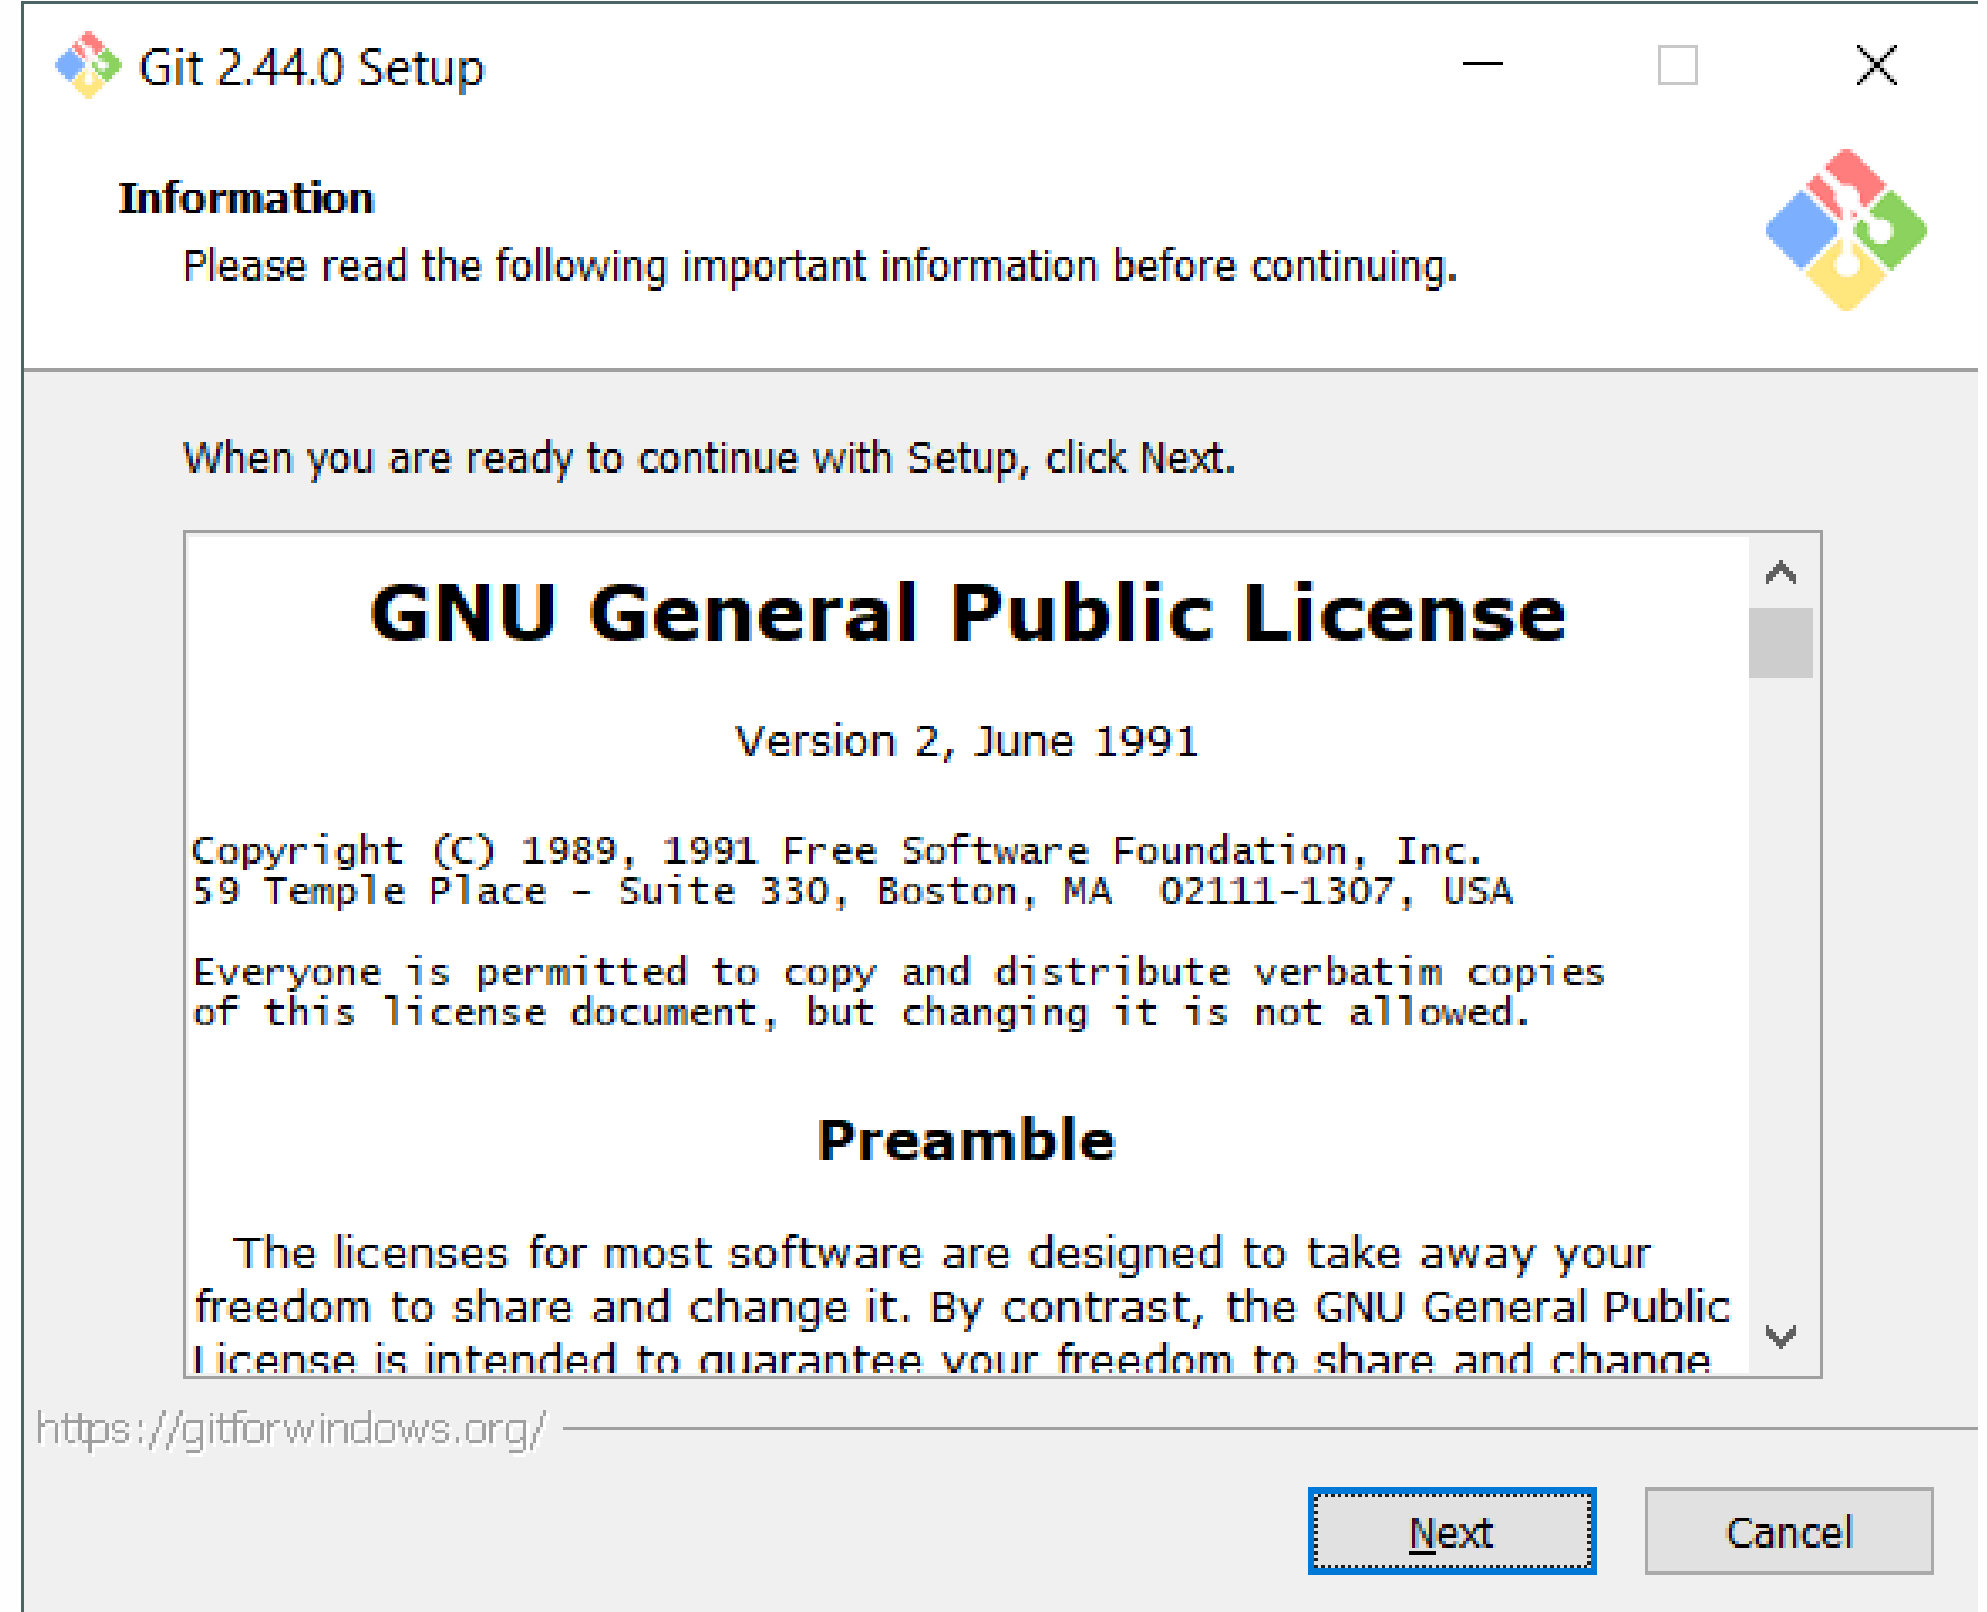 Git 2.44.0 Setup
Information
Please read the following important information before continuing.
When you are ready to continue with Setup, click Next.
GNU General Public License
Version 2, June 1991
Copyright (C) 1989, 1991 Free Software Foundation, Inc.
59 Temple Place - Suite 330, Boston, MA  02111-1307, USA
Everyone is permitted to copy and distribute verbatim copies
of this license document, but changing it is not allowed.
Preamble
The licenses for most software are designed to take away your
freedom to share and change it. By contrast, the GNU General Public
License is intended to guarantee your freedom to share and change
https://gitforwindows.org/
Next
Cancel